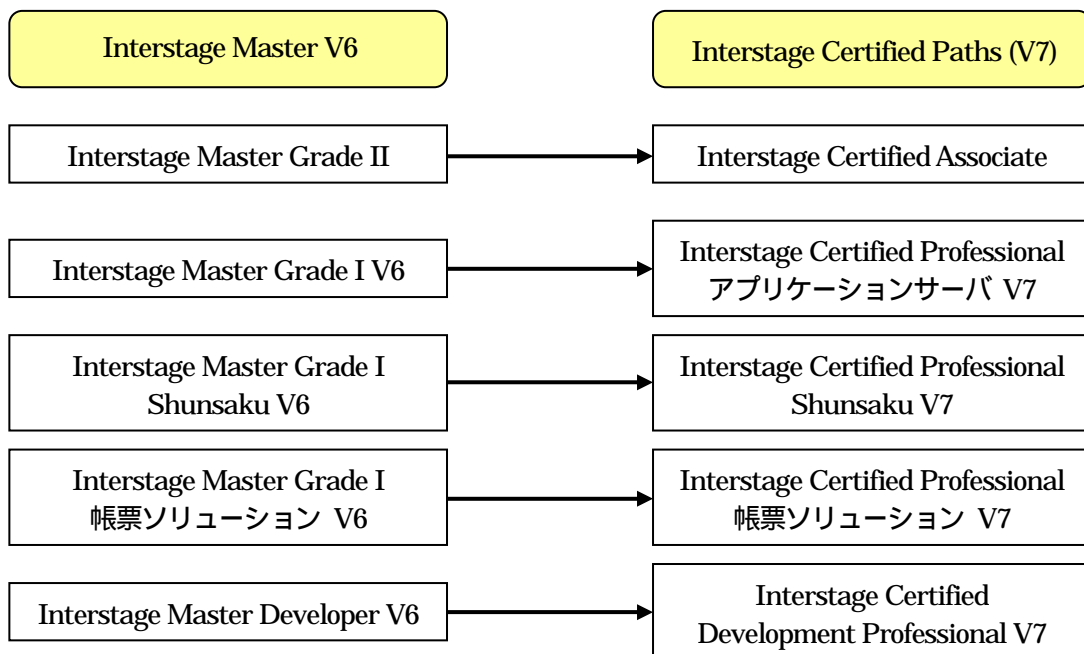 Interstage Master V6
Interstage Certified Paths (V7)
Interstage Master Grade II
Interstage Certified Associate
Interstage Master Grade I V6
Interstage Certified Professional
アプリケーションサーバ V7
Interstage Master Grade I
Shunsaku V6
Interstage Certified Professional
Shunsaku V7
Interstage Master Grade I
帳票ソリューション V6
Interstage Certified Professional
帳票ソリューション V7
Interstage Master Developer V6
Interstage Certified
Development Professional V7